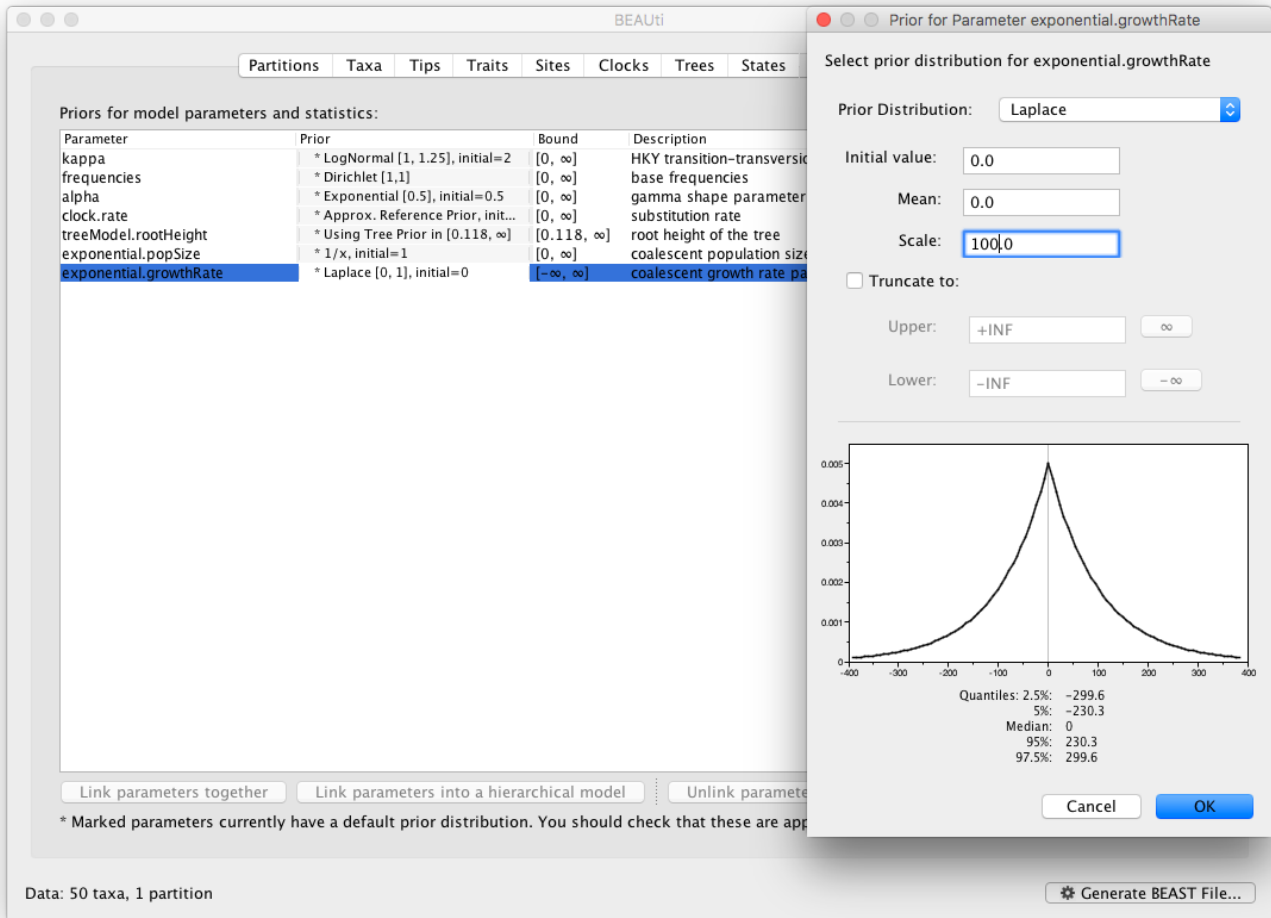 BEAUti
Partitions Taxa Tips Traits Sites Clocks Trees States
Priors for model parameters and statistics:
Parameter Prior Bound Description
kappa * LogNormal [1, 1.25], initial=2 [0, ∞] HKY transition-transversic
frequencies * Dirichlet [1,1] [0, ∞] base frequencies
alpha * Exponential [0.5], initial=0.5 [0, ∞] gamma shape parameter
clock.rate * Approx. Reference Prior, init... [0, ∞] substitution rate
treeModel.rootHeight * Using Tree Prior in [0.118, ∞] [0.118, ∞] root height of the tree
exponential.popSize * 1/x, initial=1 [0, ∞] coalescent population size
exponential.growthRate * Laplace [0, 1], initial=0 [-∞, ∞] coalescent growth rate pa
Link parameters together Link parameters into a hierarchical model Unlink paramete
* Marked parameters currently have a default prior distribution. You should check that these are app
Data: 50 taxa, 1 partition
Generate BEAST File...
Prior for Parameter exponential.growthRate
Select prior distribution for exponential.growthRate
Prior Distribution: Laplace
Initial value: 0.0
Mean: 0.0
Scale: 100.0
Truncate to:
Upper: +INF ∞
Lower: -INF -∞
0.005
0.004
0.003
0.002
0.001
0
-400 -300 -200 -100 0 100 200 300 400
Quantiles: 2.5%: -299.6
5%: -230.3
Median: 0
95%: 230.3
97.5%: 299.6
Cancel OK